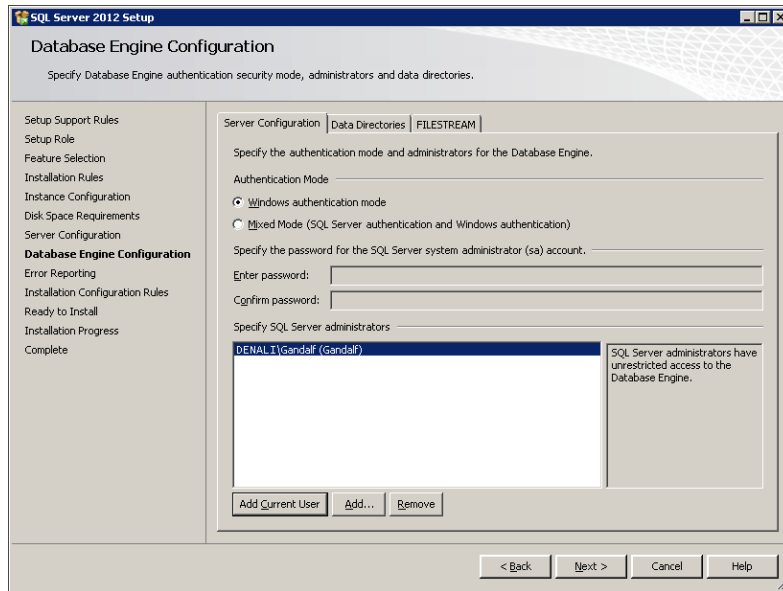 SQL Server 2012 Setup
Database Engine Configuration
Specify Database Engine authentication security mode, administrators and data directories.
Setup Support Rules
Setup Role
Feature Selection
Installation Rules
Instance Configuration
Disk Space Requirements
Server Configuration
Database Engine Configuration
Error Reporting
Installation Configuration Rules
Ready to Install
Installation Progress
Complete
Server Configuration Data Directories FILESTREAM
Specify the authentication mode and administrators for the Database Engine.
Authentication Mode
Windows authentication mode
Mixed Mode (SQL Server authentication and Windows authentication)
Specify the password for the SQL Server system administrator (sa) account.
Enter password:
Confirm password:
Specify SQL Server administrators
DENALI\Gandalf (Gandalf)
SQL Server administrators have
unrestricted access to the
Database Engine.
Add Current User Add... Remove
< Back Next > Cancel Help